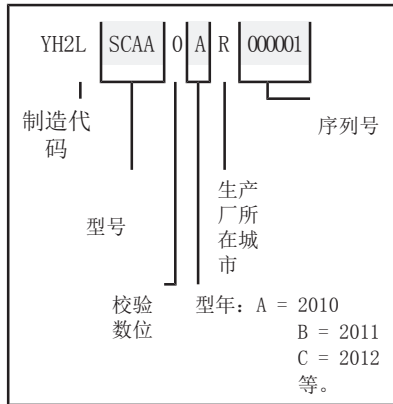 YH2L SCAA 0 A R 000001
制造代
码
序列号
型号
生产
厂所
在城
市
校验
数位
型年：A = 2010
B = 2011
C = 2012
等。